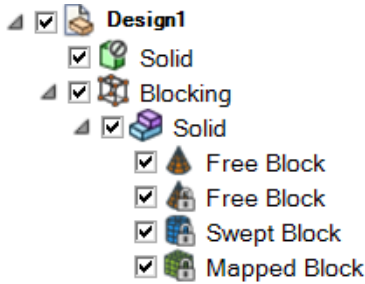 Design1
Solid
Blocking
Solid
Free Block
Free Block
Swept Block
Mapped Block